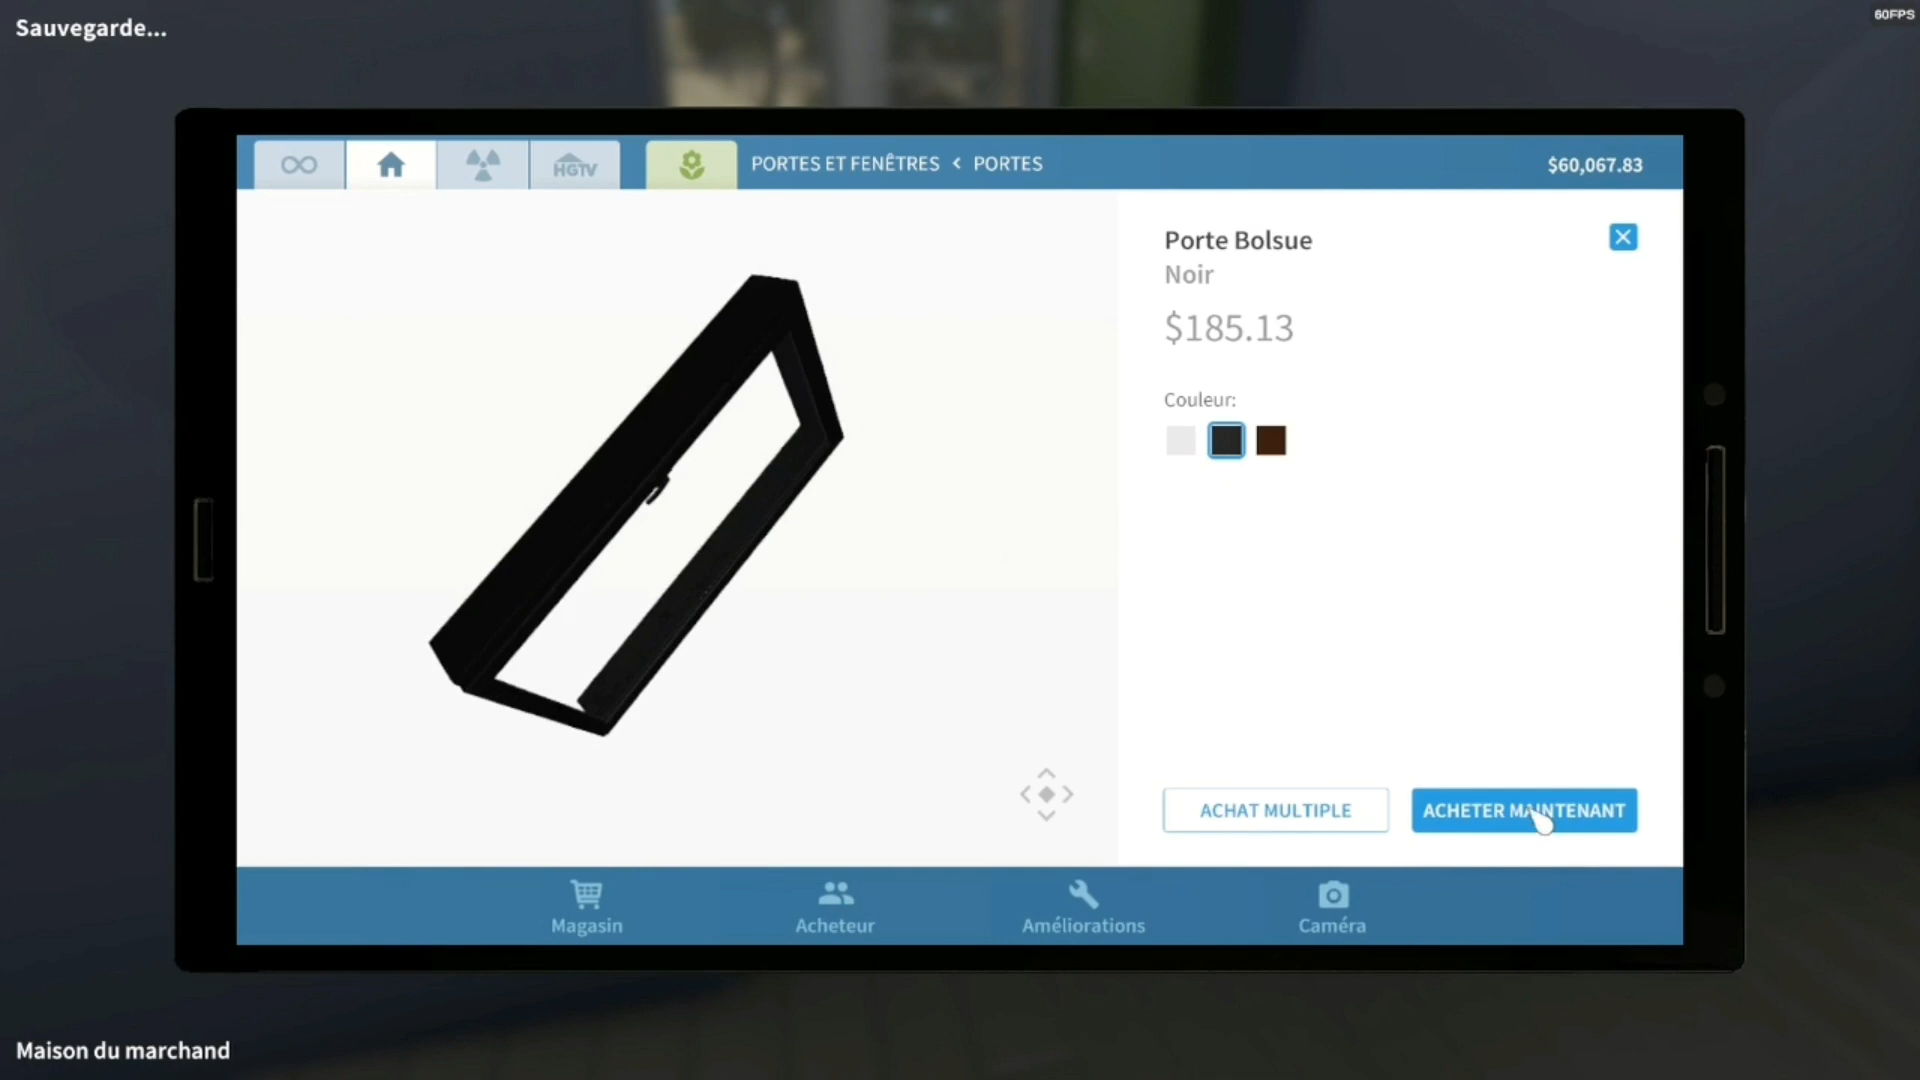 Sauvegarde...
60FPS
HGTV
PORTES ET FENÊTRES < PORTES
$60,067.83
Porte Bolsue
Noir
$185.13
Couleur:
ACHAT MULTIPLE
ACHETER MAINTENANT
Magasin
Acheteur
Améliorations
Caméra
Maison du marchand